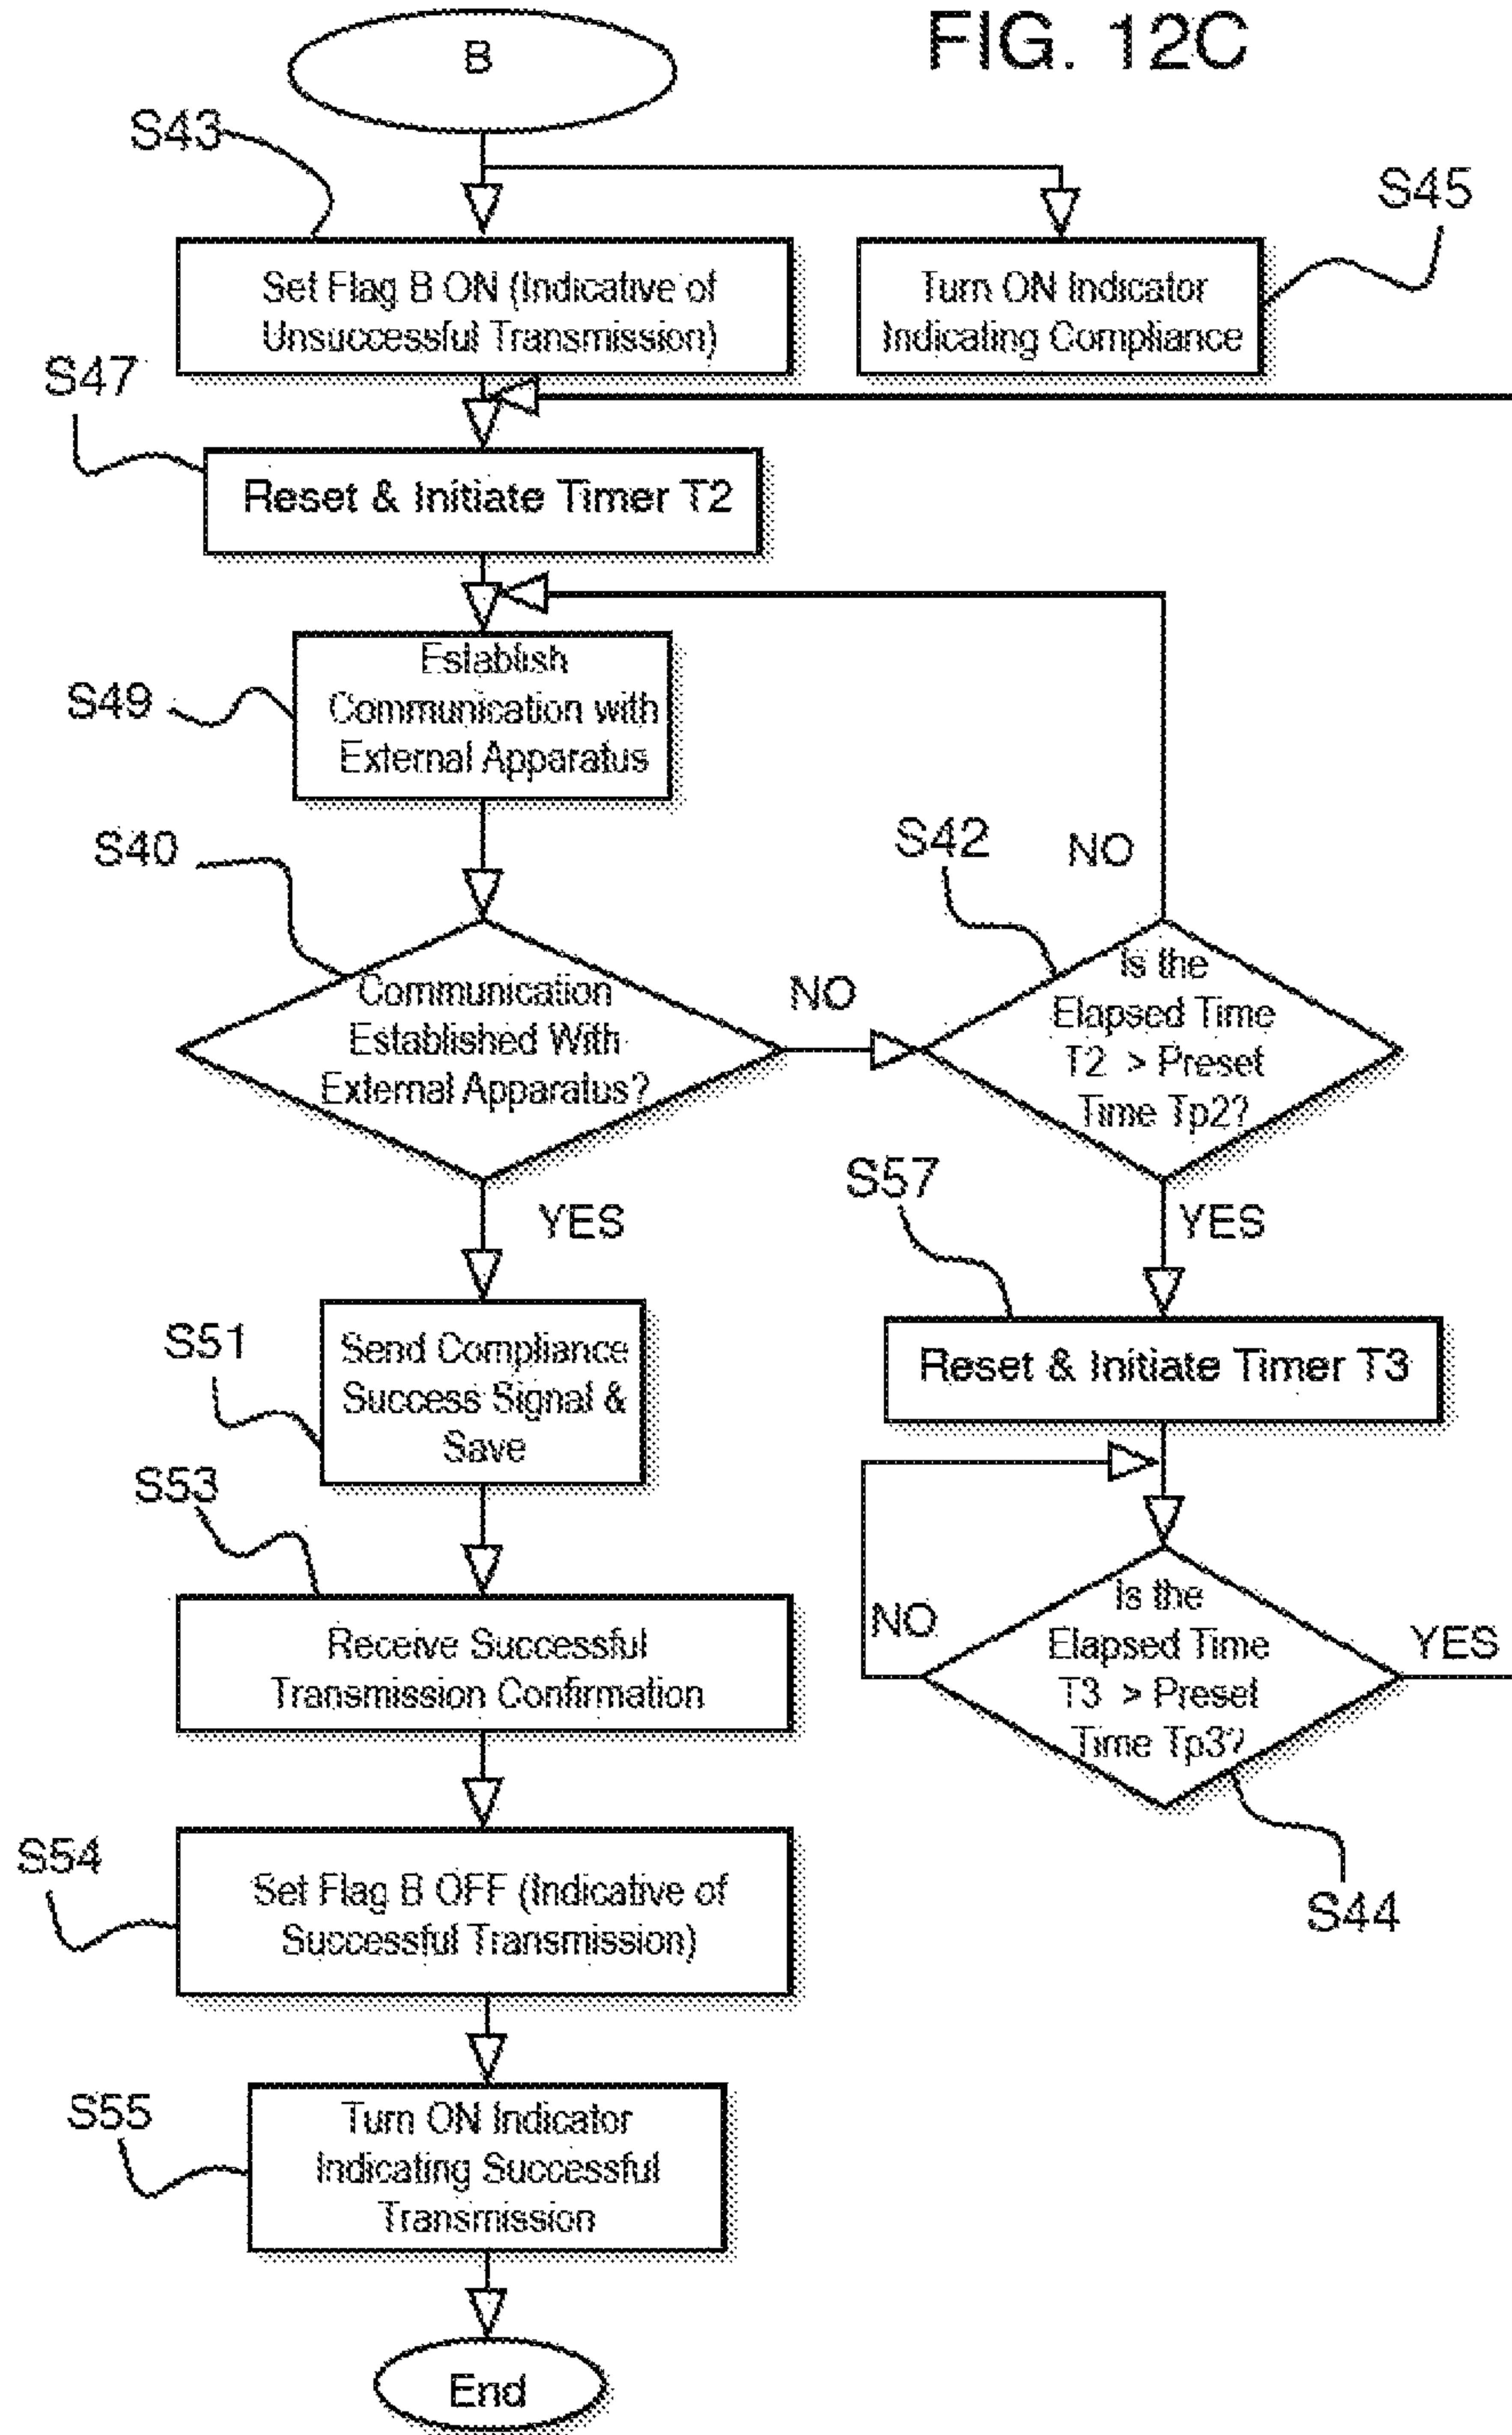 FIG. 12C
B
S43
S45
Set Flag B ON (Indicative of
Unsuccessful Transmission)
Turn ON Indicator
Indicating Compliance
S47
Reset & Initiate Timer T2
S49
Establish
Communication with
External Apparatus
S40
S42
NO
Communication
Established With
External Apparatus?
NO
Is the
Elapsed Time
T2 > Preset
Time Tp2?
YES
S57
YES
S51
Send Compliance
Success Signal &
Save
Reset & Initiate Timer T3
S53
Receive Successful
Transmission Confirmation
NO
Is the
Elapsed Time
T3 > Preset
Time Tp3?
YES
S44
S54
Set Flag B OFF (Indicative of
Successful Transmission)
S55
Turn ON Indicator
Indicating Successful
Transmission
End